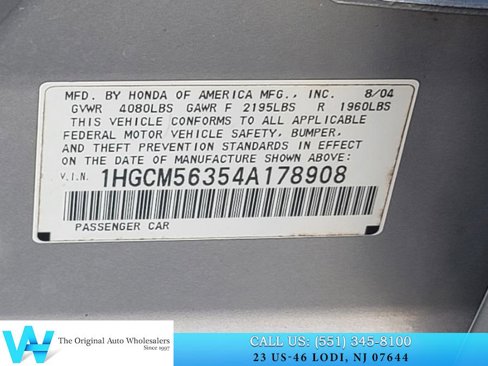 MFD. BY HONDA OF AMERICA MFG., INC. 8/04
GVWR 4080LBS GAWR F 2195LBS R 1960LBS
THIS VEHICLE CONFORMS TO ALL APPLICABLE
FEDERAL MOTOR VEHICLE SAFETY, BUMPER,
AND THEFT PREVENTION STANDARDS IN EFFECT
ON THE DATE OF MANUFACTURE SHOWN ABOVE:
V.I.N. 1HGCM56354A178908
PASSENGER CAR
The Original Auto Wholesalers
Since 1997
CALL US: (551) 345-8100
23 US-46 LODI, NJ 07644